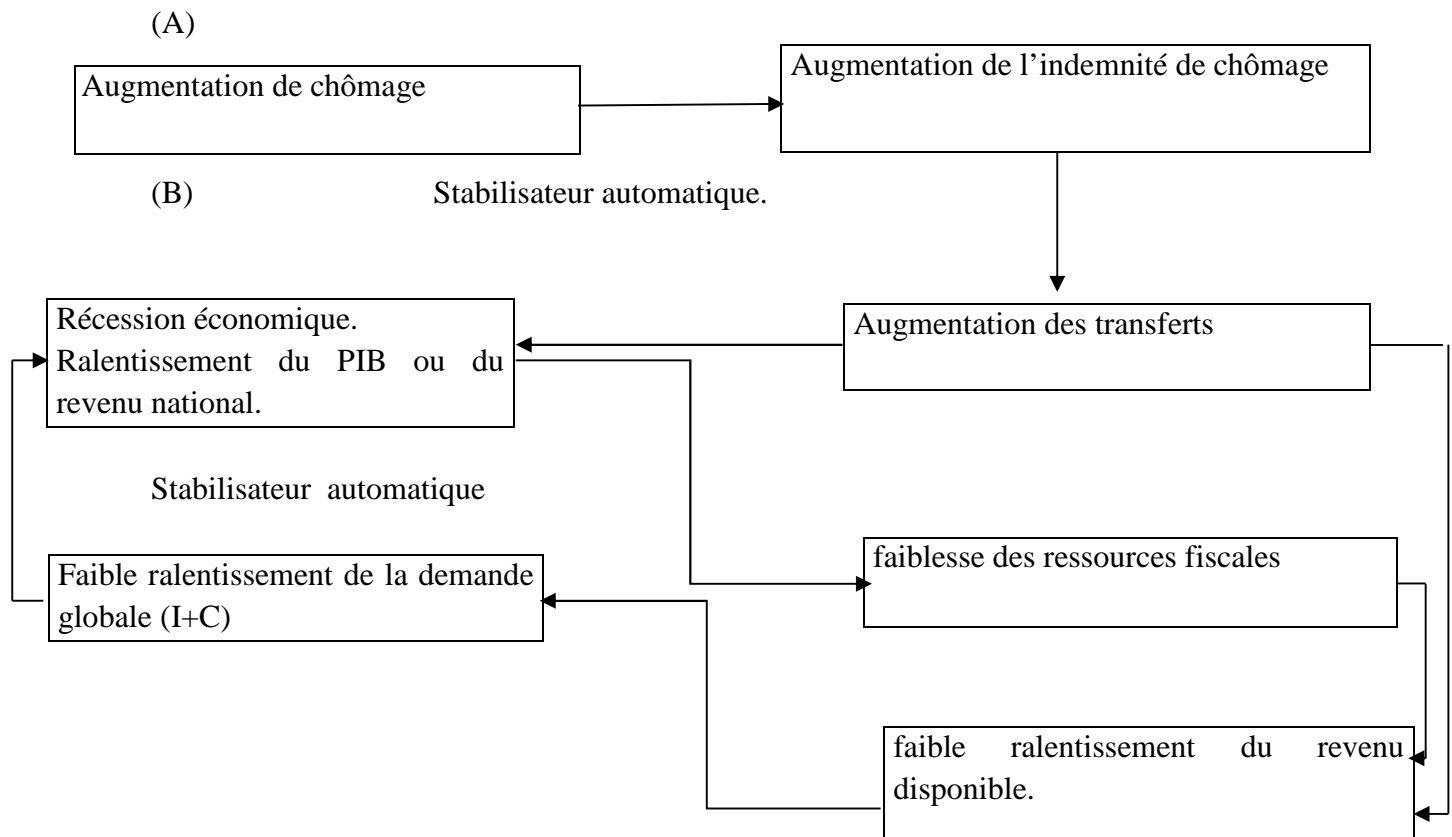 (A)
Augmentation de chômage
Augmentation de l’indemnité de chômage
(B)
Stabilisateur automatique.
Récession économique.
Ralentissement du PIB ou du
revenu national.
Augmentation des transferts
Stabilisateur automatique
Faible ralentissement de la demande
globale (I+C)
faiblesse des ressources fiscales
faible ralentissement du revenu
disponible.